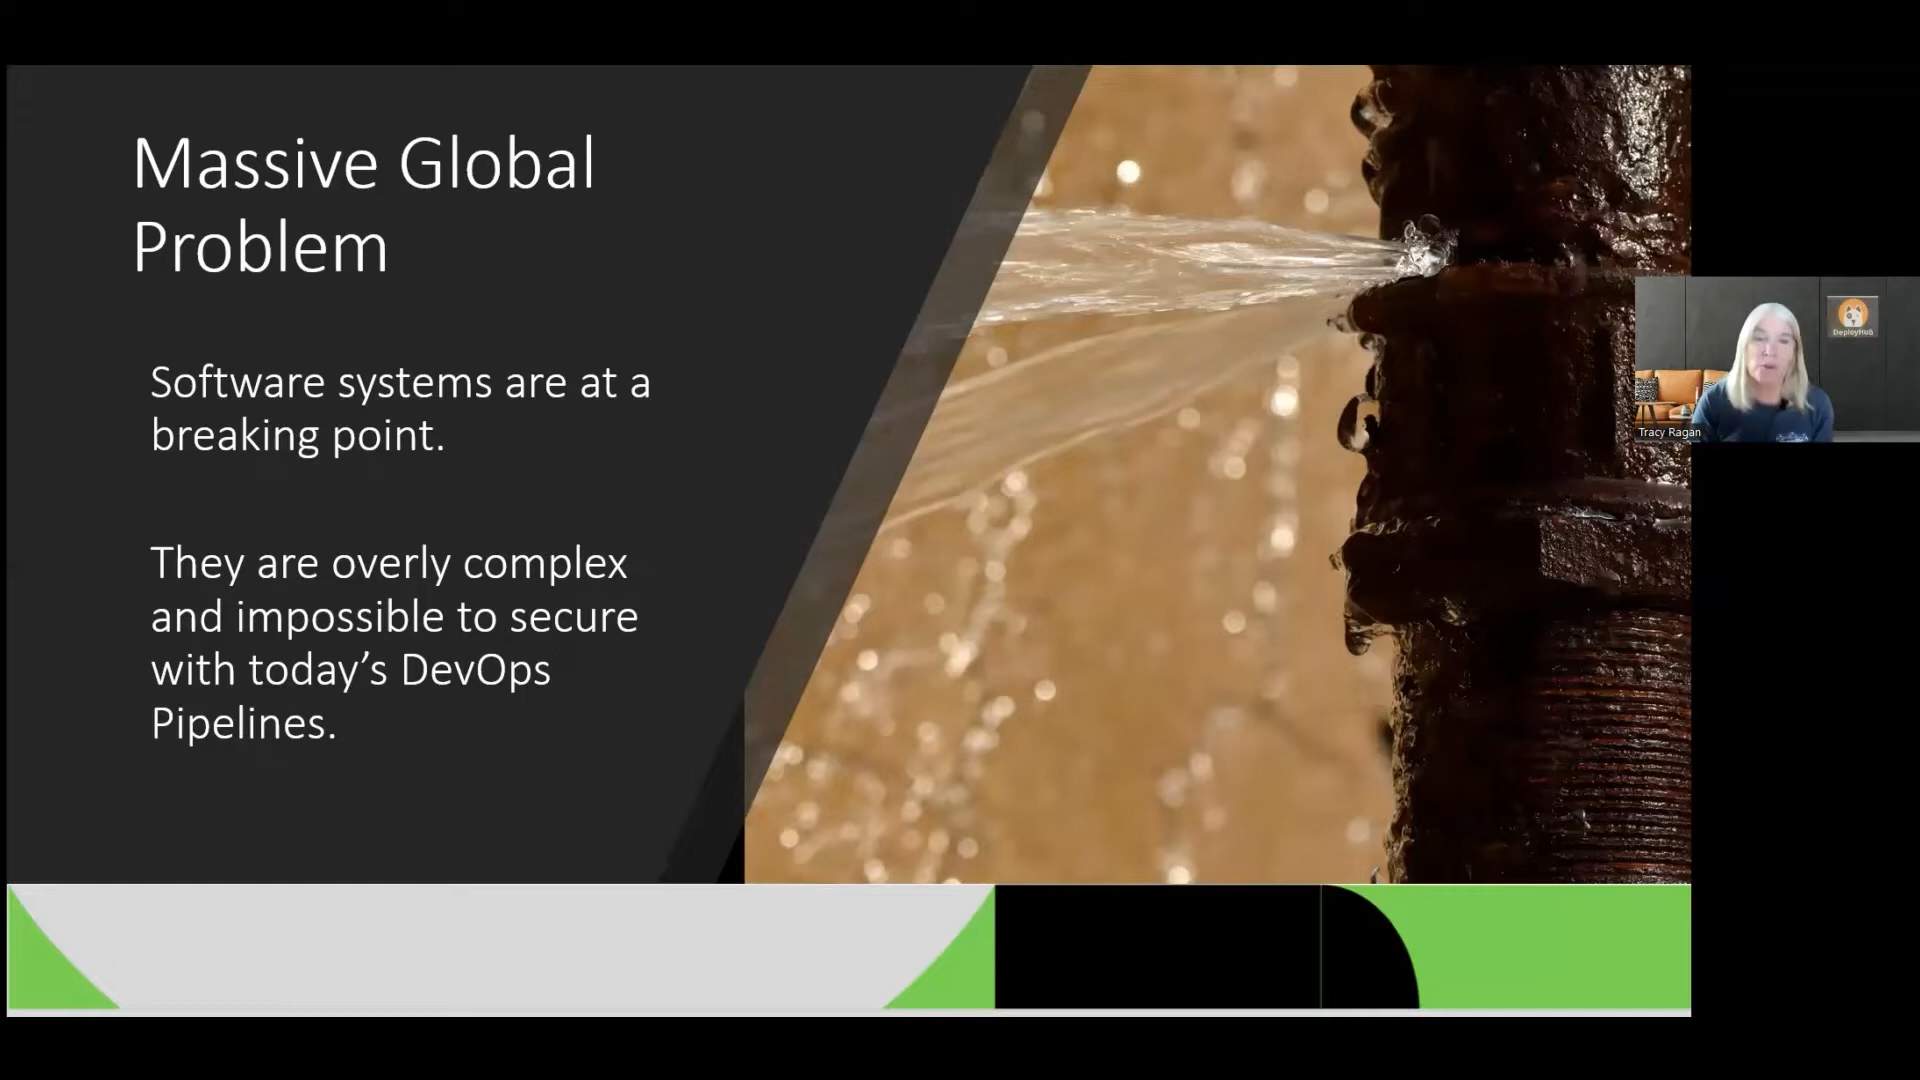 Massive Global
Problem
Software systems are at a
breaking point.
They are overly complex
and impossible to secure
with today’s DevOps
Pipelines.
DeployHub
Tracy Ragan